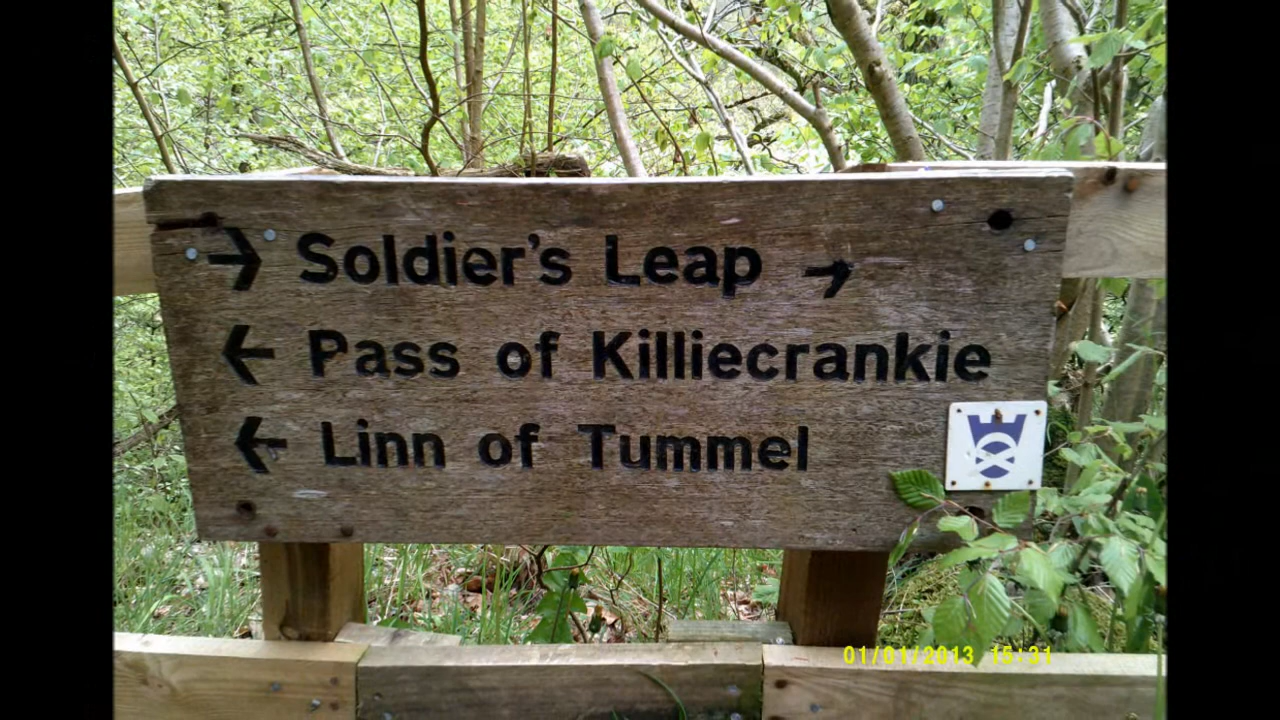 → Soldier's Leap →
← Pass of Killiecrankie
← Linn of Tummel
01/01/2013 15:31